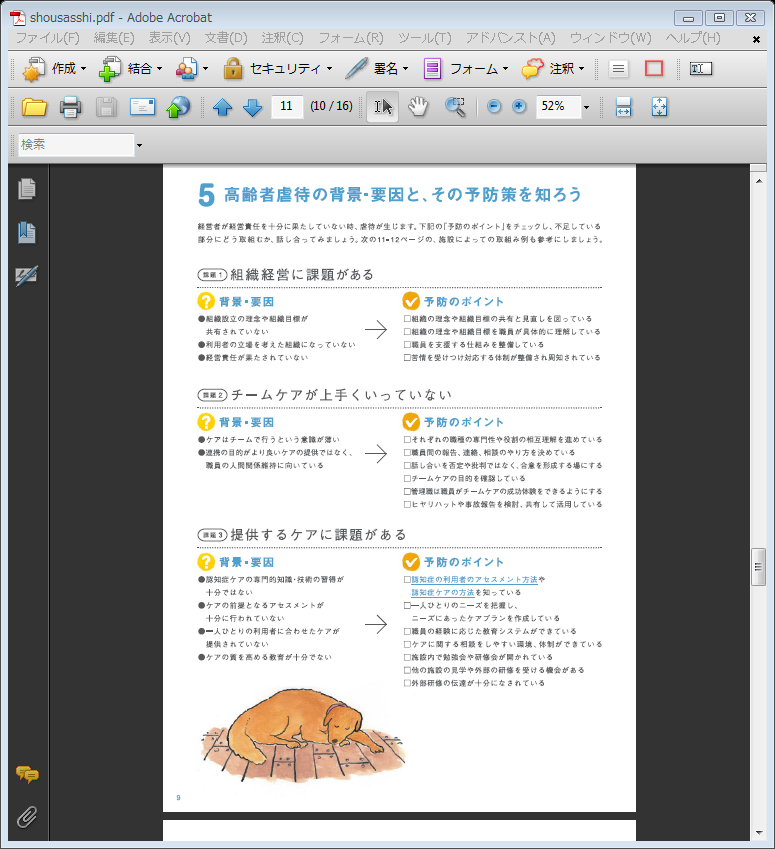 shousasshi.pdf - Adobe Acrobat
ファイル(F) 編集(E) 表示(V) 文書(D) 注釈(C) フォーム(R) ツール(T) アドバンスト(A) ウィンドウ(W) ヘルプ(H)
作成 結合 セキュリティ 署名 フォーム 注釈
11 (10 / 16) 52%
検索
5 高齢者虐待の背景・要因と、その予防策を知ろう
経営者が経営責任を十分に果たしていない時、虐待が生じます。下記の「予防のポイント」をチェックし、不足している
部分にどう取組むか、話し合ってみましょう。次の11-12ページの、施設によっての取組み例も参考にしましょう。
課題1 組織経営に課題がある
? 背景・要因
●組織設立の理念や組織目標が
共有されていない
●利用者の立場を考えた組織になっていない
●経営責任が果たされていない
予防のポイント
□組織の理念や組織目標の共有と見直しを図っている
□組織の理念や組織目標を職員が具体的に理解している
□職員を支援する仕組みを整備している
□苦情を受けつけ対応する体制が整備され周知されている
課題2 チームケアが上手くいっていない
? 背景・要因
●ケアはチームで行うという意識が薄い
●連携の目的がより良いケアの提供ではなく、
職員の人間関係維持に向いている
予防のポイント
□それぞれの職種の専門性や役割の相互理解を進めている
□職員間の報告、連絡、相談のやり方を決めている
□話し合いを否定や批判ではなく、合意を形成する場にする
□チームケアの目的を確認している
□管理職は職員がチームケアの成功体験をできるようにする
□ヒヤリハットや事故報告を検討、共有して活用している
課題3 提供するケアに課題がある
? 背景・要因
●認知症ケアの専門的知識・技術の習得が
十分ではない
●ケアの前提となるアセスメントが
十分に行われていない
●一人ひとりの利用者に合わせたケアが
提供されていない
●ケアの質を高める教育が十分でない
予防のポイント
□認知症の利用者のアセスメント方法や
認知症ケアの方法を知っている
□一人ひとりのニーズを把握し、
ニーズにあったケアプランを作成している
□職員の経験に応じた教育システムができている
□ケアに関する相談をしやすい環境、体制ができている
□施設内で勉強会や研修会が開かれている
□他の施設の見学や外部の研修を受ける機会がある
□外部研修の伝達が十分になされている
9